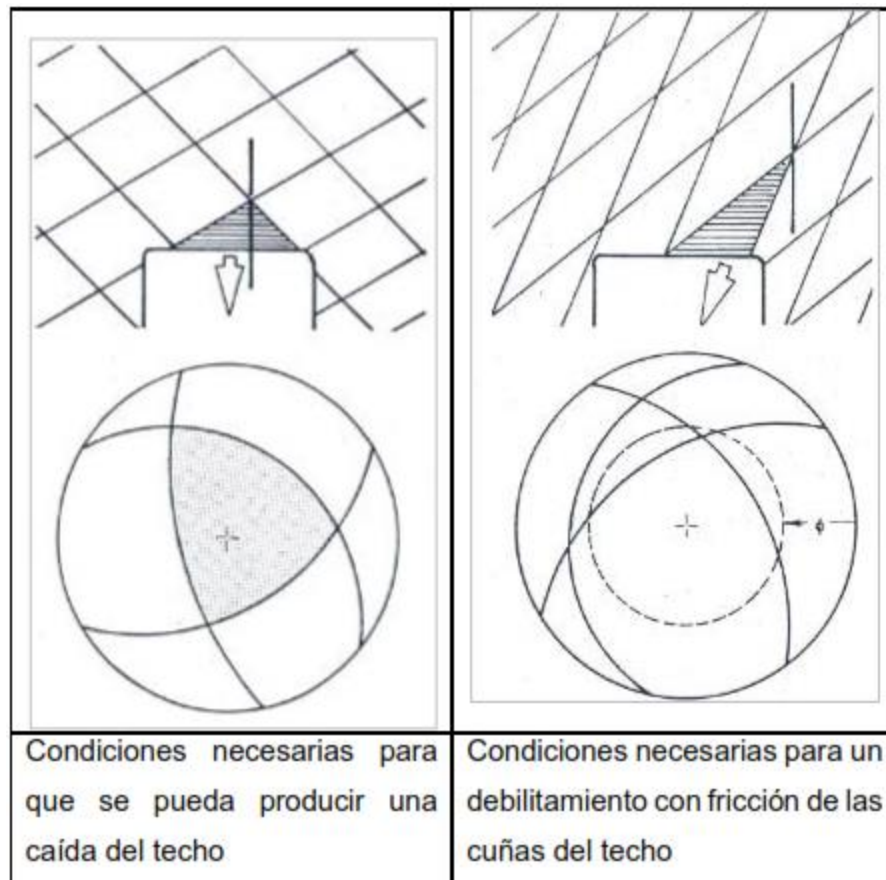 ϕ
Condiciones necesarias para
que se pueda producir una
caída del techo
Condiciones necesarias para un
debilitamiento con fricción de las
cuñas del techo